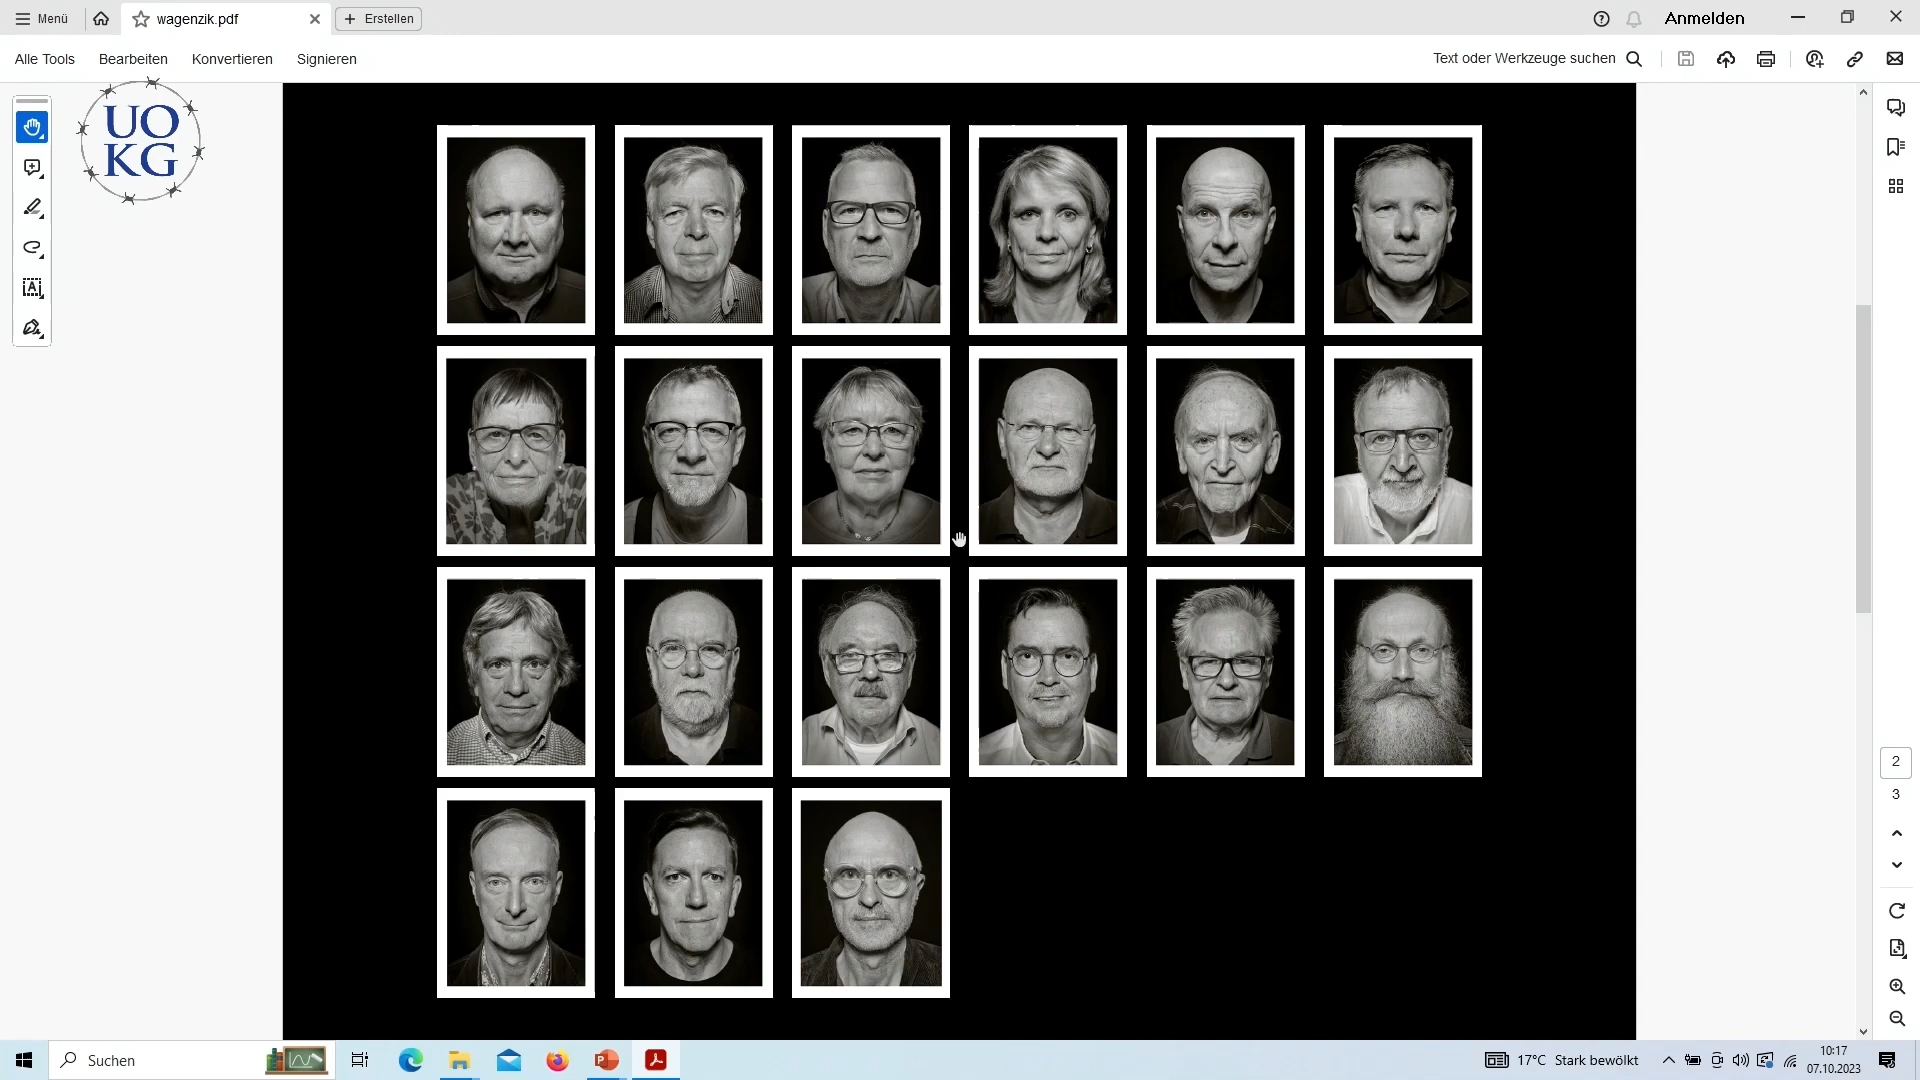 Menü
wagenzik.pdf
Erstellen
Anmelden
Alle Tools
Bearbeiten
Konvertieren
Signieren
Text oder Werkzeuge suchen
UO
KG
2
3
Suchen
17°C Stark bewölkt
10:17
07.10.2023